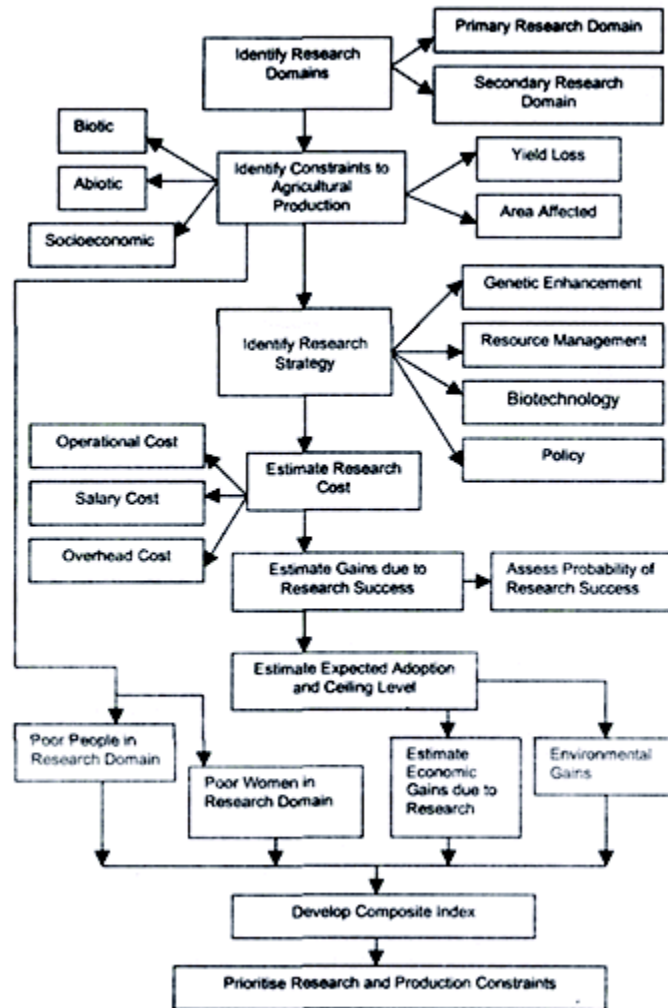 Primary Research Domain
Identify Research
Domains
Secondary Research
Domain
Biotic
Abiotic
Socioeconomic
Identify Constraints to
Agricultural
Production
Yield Loss
Area Affected
Genetic Enhancement
Identify Research
Strategy
Resource Management
Biotechnology
Policy
Operational Cost
Salary Cost
Overhead Cost
Estimate Research
Cost
Estimate Gains due to
Research Success
Assess Probability of
Research Success
Estimate Expected Adoption
and Ceiling Level
Poor People in
Research Domain
Poor Women in
Research Domain
Estimate
Economic
Gains due to
Research
Environmental
Gains
Develop Composite Index
Prioritise Research and Production Constraints